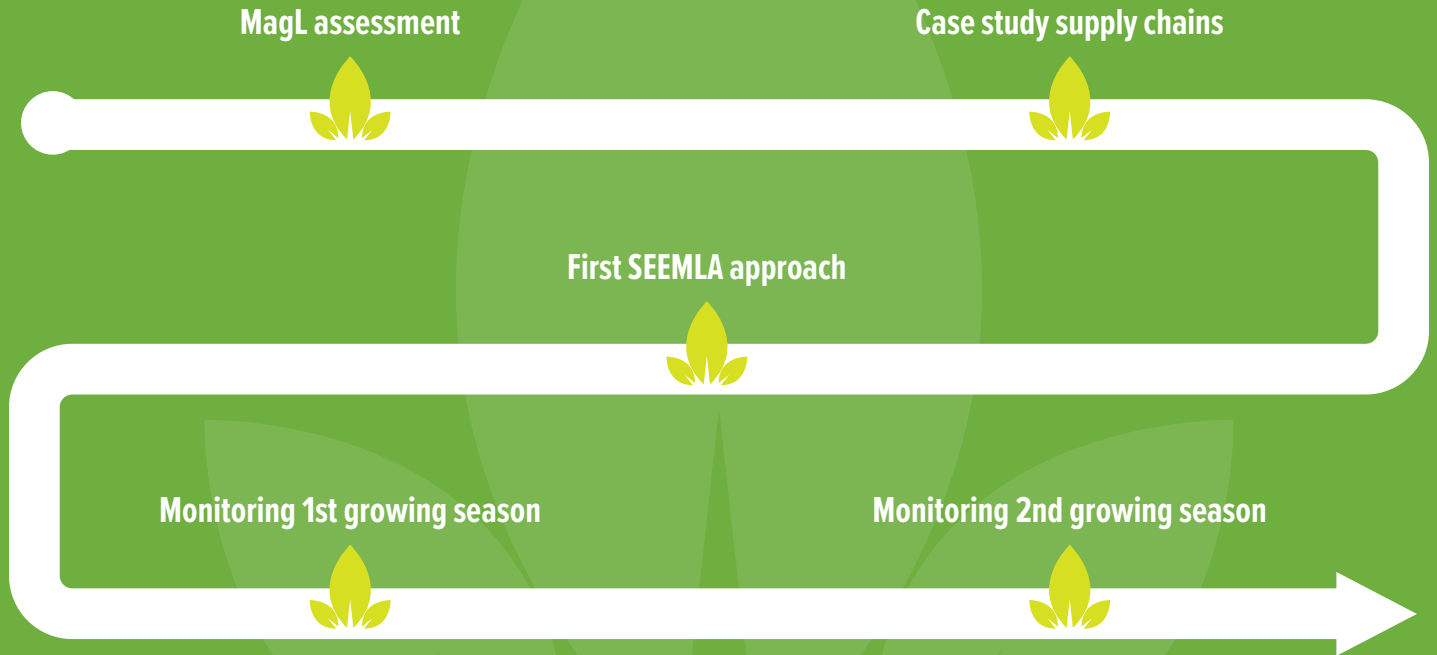 MagL assessment
Case study supply chains
First SEEMLA approach
Monitoring 1st growing season
Monitoring 2nd growing season